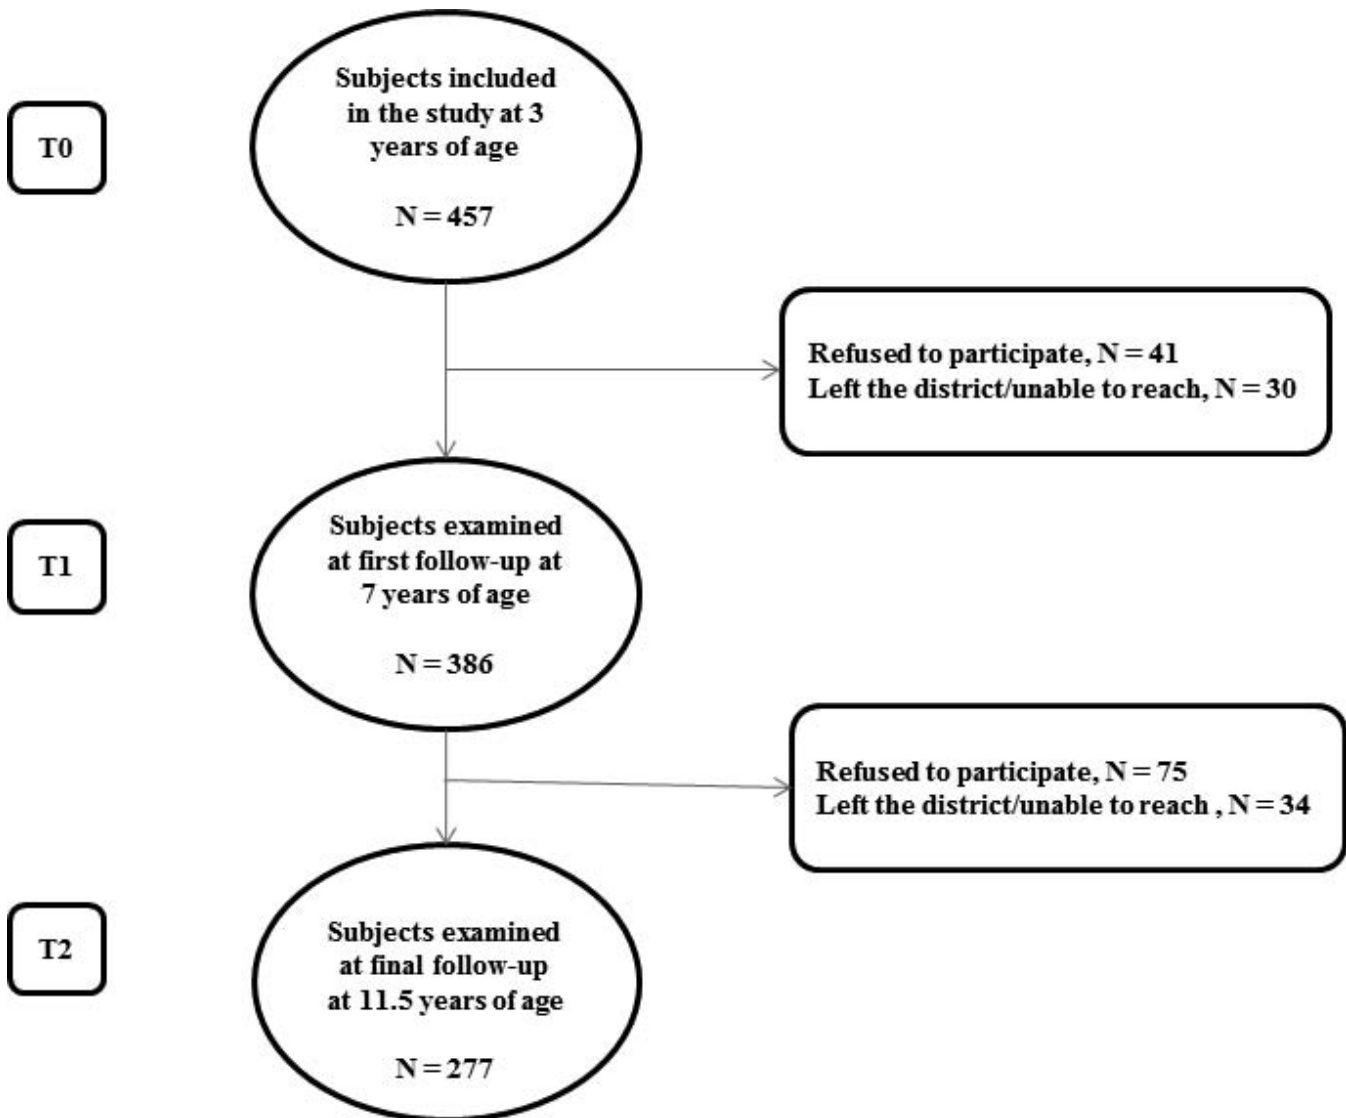 T0
Subjects included
in the study at 3
years of age
N = 457
Refused to participate, N = 41
Left the district/unable to reach, N = 30
T1
Subjects examined
at first follow-up at
7 years of age
N = 386
Refused to participate, N = 75
Left the district/unable to reach , N = 34
T2
Subjects examined
at final follow-up
at 11.5 years of age
N = 277